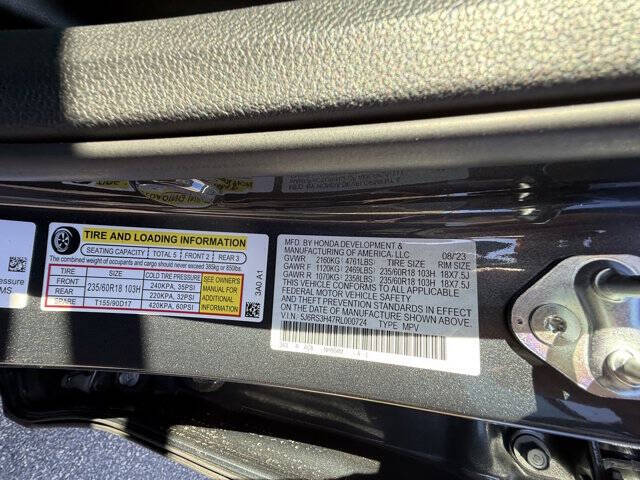 TIRE AND LOADING INFORMATION
SEATING CAPACITY TOTAL 5 FRONT 2 REAR 3
The combined weight of occupants and cargo should never exceed 385kg or 850lbs.
TIRE SIZE COLD TIRE PRESSURE
FRONT 235/60R18 103H 240KPA, 35PSI
REAR 220KPA, 32PSI
SPARE T155/90D17 420KPA, 60PSI
SEE OWNER'S MANUAL FOR ADDITIONAL INFORMATION
3A0 A1
MFD. BY HONDA DEVELOPMENT & 08/23
MANUFACTURING OF AMERICA, LLC
GVWR 2160KG (4761LBS) TIRE SIZE RIM SIZE
GAWR F 1120KG (2469LBS) 235/60R18 103H 18X7.5J
GAWR R 1070KG (2358LBS) 235/60R18 103H 18X7.5J
THIS VEHICLE CONFORMS TO ALL APPLICABLE
FEDERAL MOTOR VEHICLE SAFETY
AND THEFT PREVENTION STANDARDS IN EFFECT
ON THE DATE OF MANUFACTURE SHOWN ABOVE.
V.I.N.: 5J6RS3H47RL000724 TYPE: MPV
ressure
MS